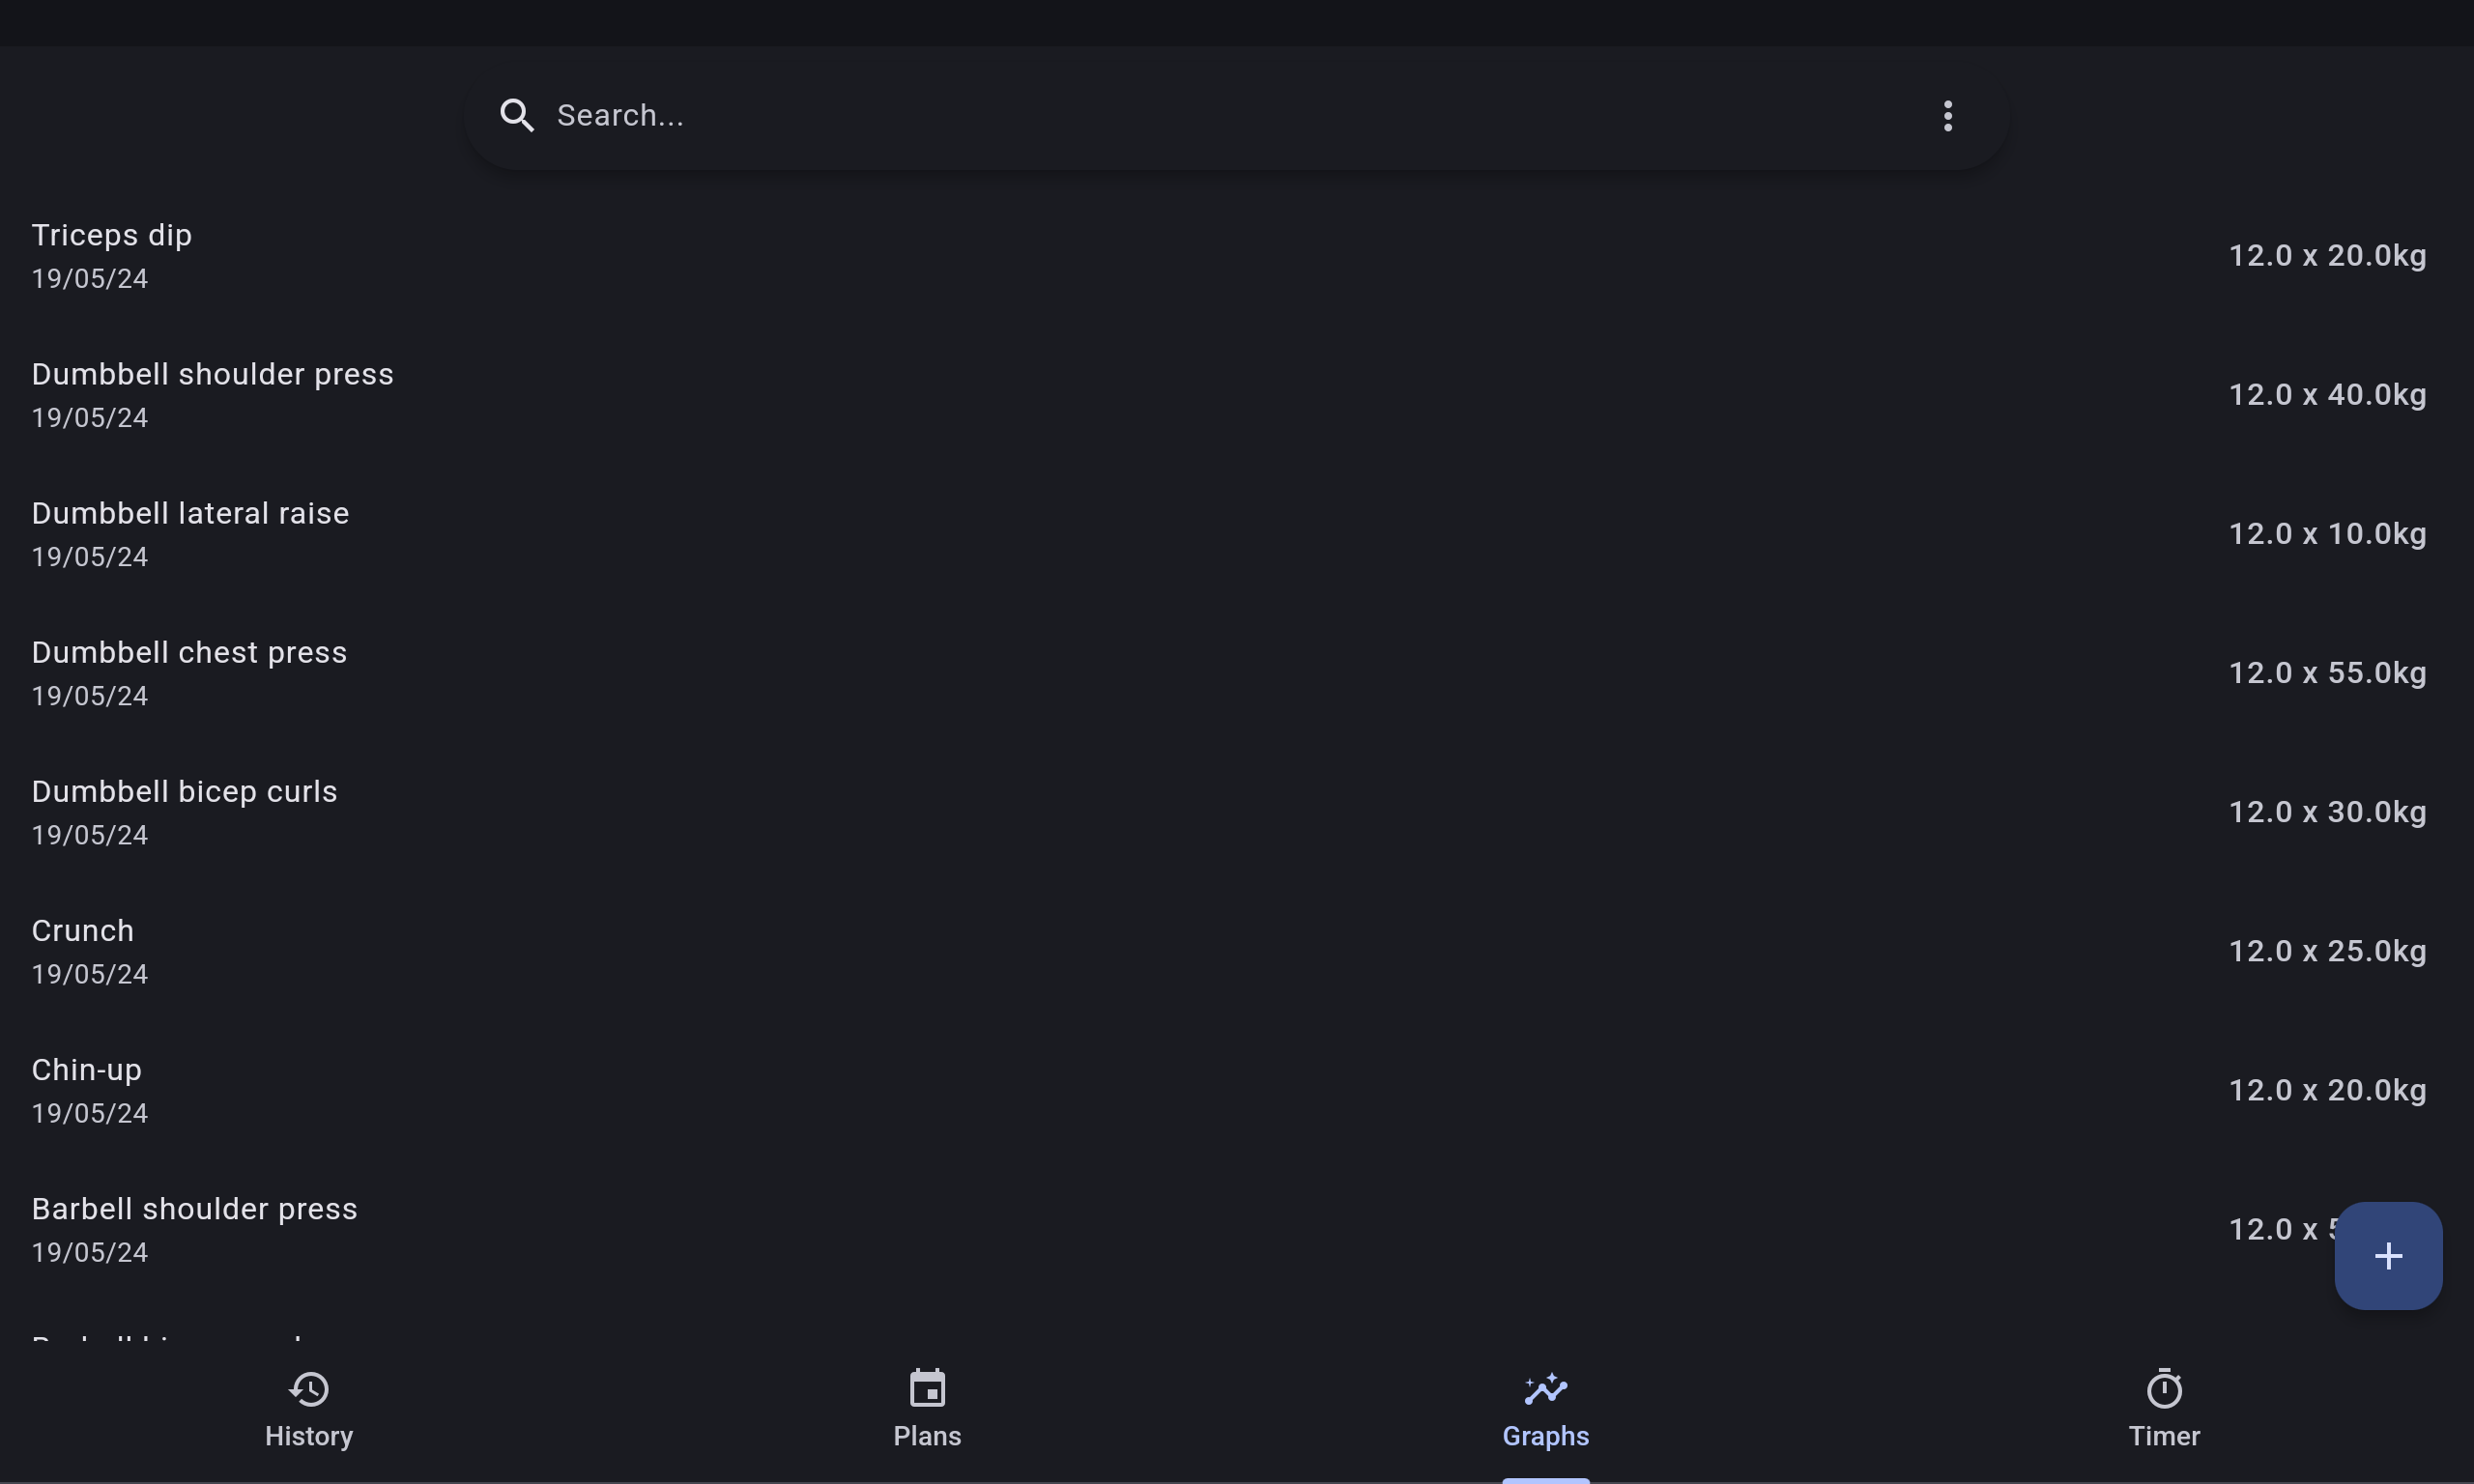 Search...
Triceps dip
19/05/24
12.0 x 20.0kg
Dumbbell shoulder press
19/05/24
12.0 x 40.0kg
Dumbbell lateral raise
19/05/24
12.0 x 10.0kg
Dumbbell chest press
19/05/24
12.0 x 55.0kg
Dumbbell bicep curls
19/05/24
12.0 x 30.0kg
Crunch
19/05/24
12.0 x 25.0kg
Chin-up
19/05/24
12.0 x 20.0kg
Barbell shoulder press
19/05/24
12.0 x
History
Plans
Graphs
Timer